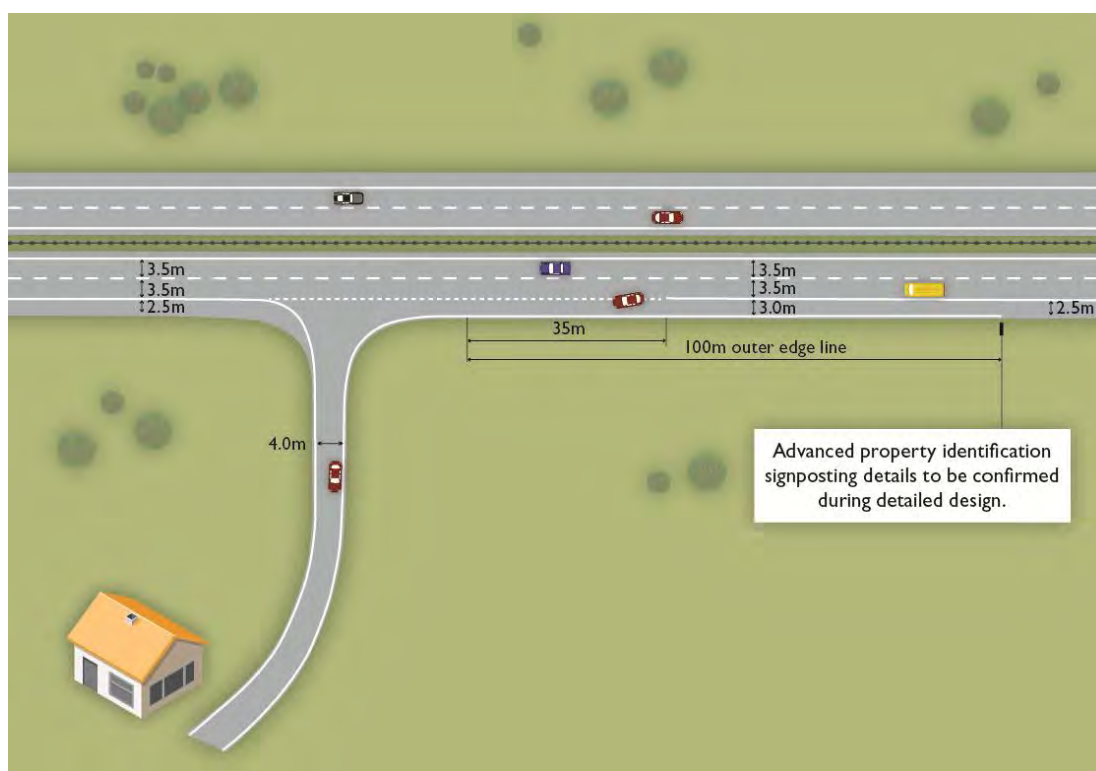 3.5m
3.5m
3.5m
3.5m
2.5m
3.0m
2.5m
35m
100m outer edge line
4.0m
Advanced property identification
signposting details to be confirmed
during detailed design.